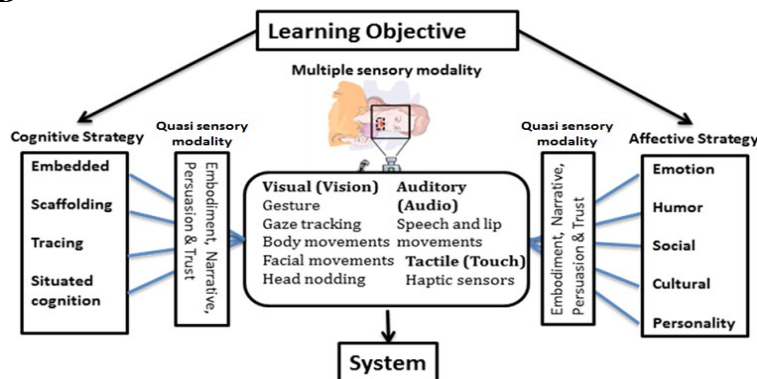 Learning Objective
Multiple sensory modality
Cognitive Strategy
Embedded
Scaffolding
Tracing
Situated
cognition
Quasi sensory
modality
Embodiment, Narrative,
Persuasion & Trust
Visual (Vision)
Gesture
Gaze tracking
Body movements
Facial movements
Head nodding
Auditory
(Audio)
Speech and lip
movements
Tactile (Touch)
Haptic sensors
Quasi sensory
modality
Embodiment, Narrative,
Persuasion & Trust
Affective Strategy
Emotion
Humor
Social
Cultural
Personality
System